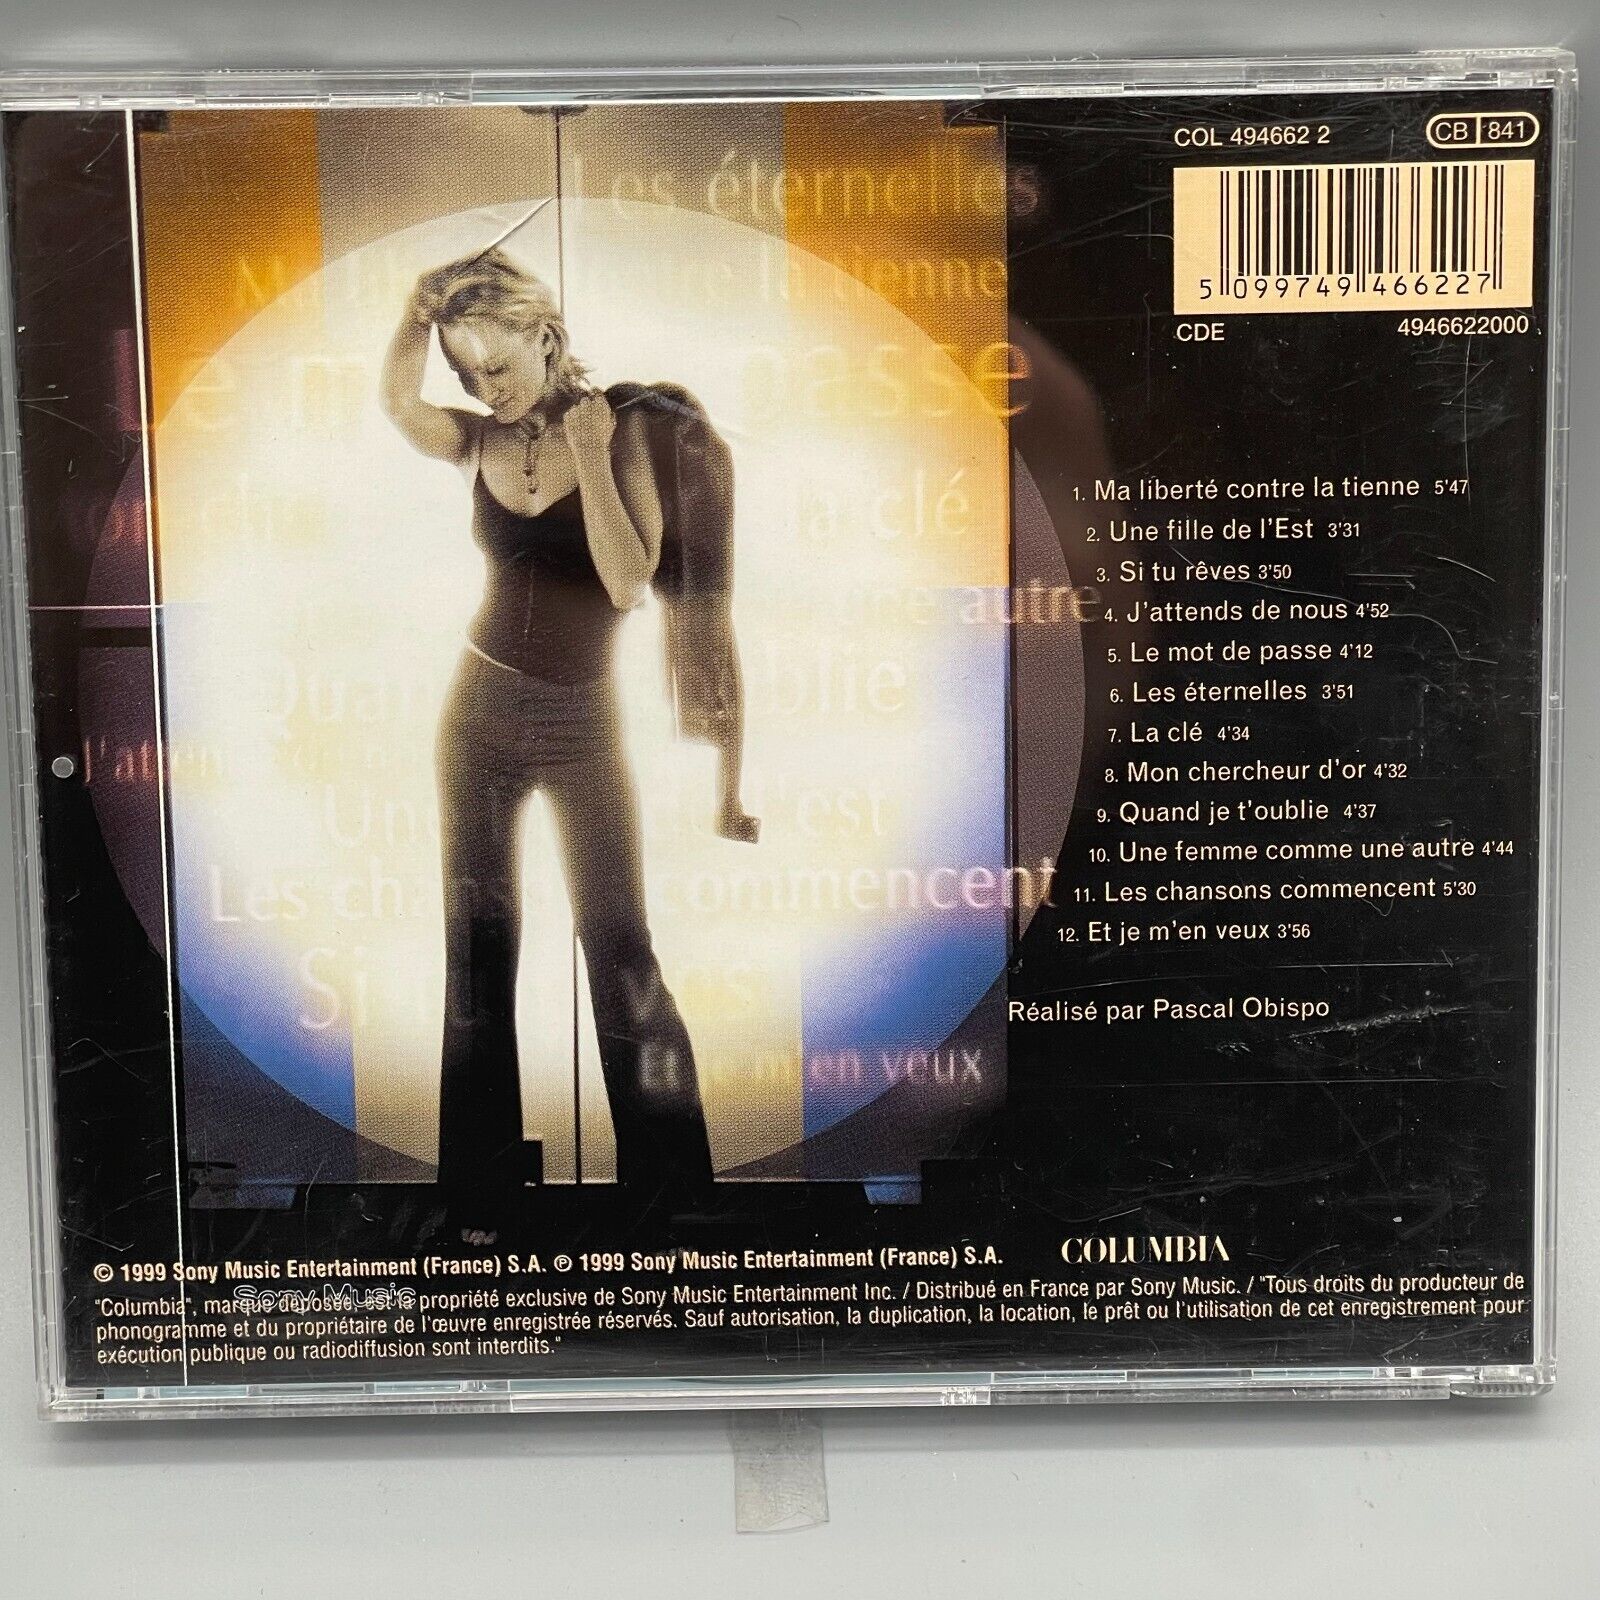 COL 494662 2
CB 841
5 099749 466227
CDE 4946622000
Les éternelles
la tienne
passe
la clé
autre
J'atten
l'est
Les chans commencent
Si tu
en veux
1. Ma liberté contre la tienne 5'47
2. Une fille de l'Est 3'31
3. Si tu rêves 3'50
4. J'attends de nous 4'52
5. Le mot de passe 4'12
6. Les éternelles 3'51
7. La clé 4'34
8. Mon chercheur d'or 4'32
9. Quand je t'oublie 4'37
10. Une femme comme une autre 4'44
11. Les chansons commencent 5'30
12. Et je m'en veux 3'56
Réalisé par Pascal Obispo
© 1999 Sony Music Entertainment (France) S.A. ℗ 1999 Sony Music Entertainment (France) S.A.
COLUMBIA
Sony Music
"Columbia", marque déposée, est la propriété exclusive de Sony Music Entertainment Inc. / Distribué en France par Sony Music. / "Tous droits du producteur de
phonogramme et du propriétaire de l'œuvre enregistrée réservés. Sauf autorisation, la duplication, la location, le prêt ou l'utilisation de cet enregistrement pour
exécution publique ou radiodiffusion sont interdits."